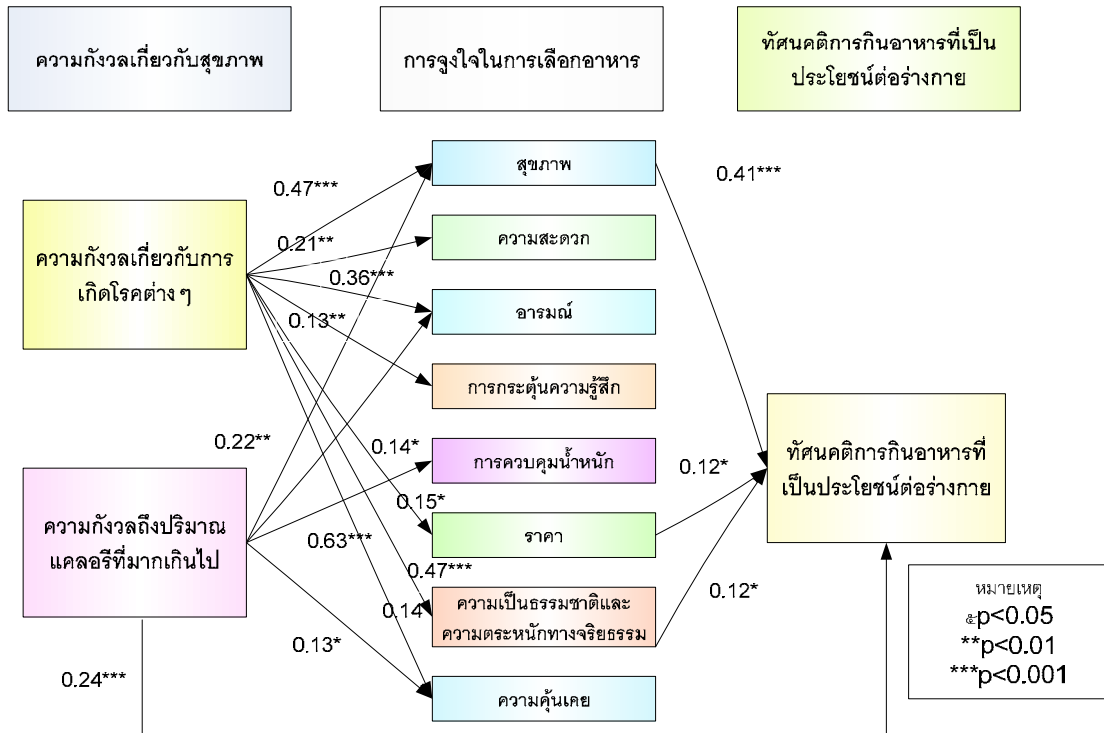 ความกังวลเกี่ยวกับสุขภาพ
การจูงใจในการเลือกอาหาร
ทัศนคติการกินอาหารที่เป็น
ประโยชน์ต่อร่างกาย
สุขภาพ
0.41***
0.47***
ความสะดวก
0.21**
ความกังวลเกี่ยวกับการ
เกิดโรคต่าง ๆ
0.36***
อารมณ์
0.13**
การกระตุ้นความรู้สึก
0.22**
0.14*
การควบคุมน้ำหนัก
0.12*
ทัศนคติการกินอาหารที่
เป็นประโยชน์ต่อร่างกาย
ความกังวลถึงปริมาณ
แคลอรีที่มากเกินไป
0.15*
0.63***
ราคา
0.47***
0.12*
0.14
ความเป็นธรรมชาติและ
ความตระหนักทางจริยธรรม
0.13*
0.24***
ความคุ้นเคย
หมายเหตุ
p<0.05
**p<0.01
***p<0.001